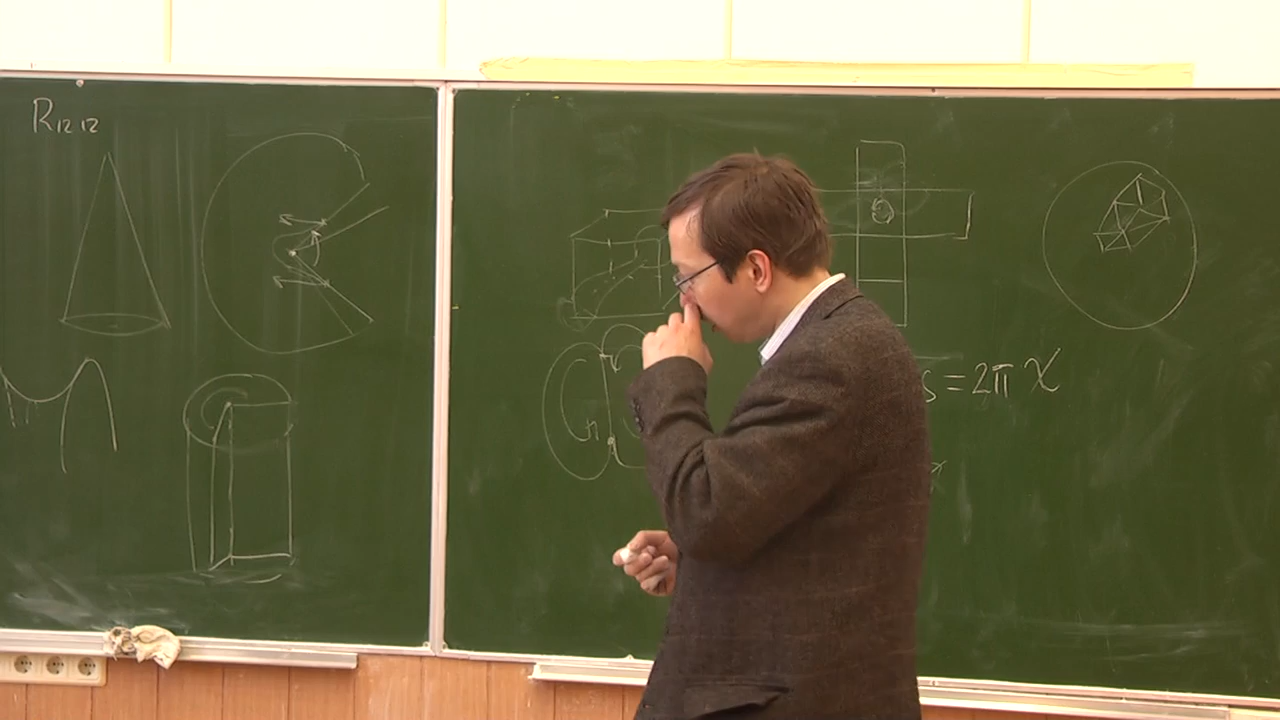 R₁₂ ₁₂
s = 2π χ